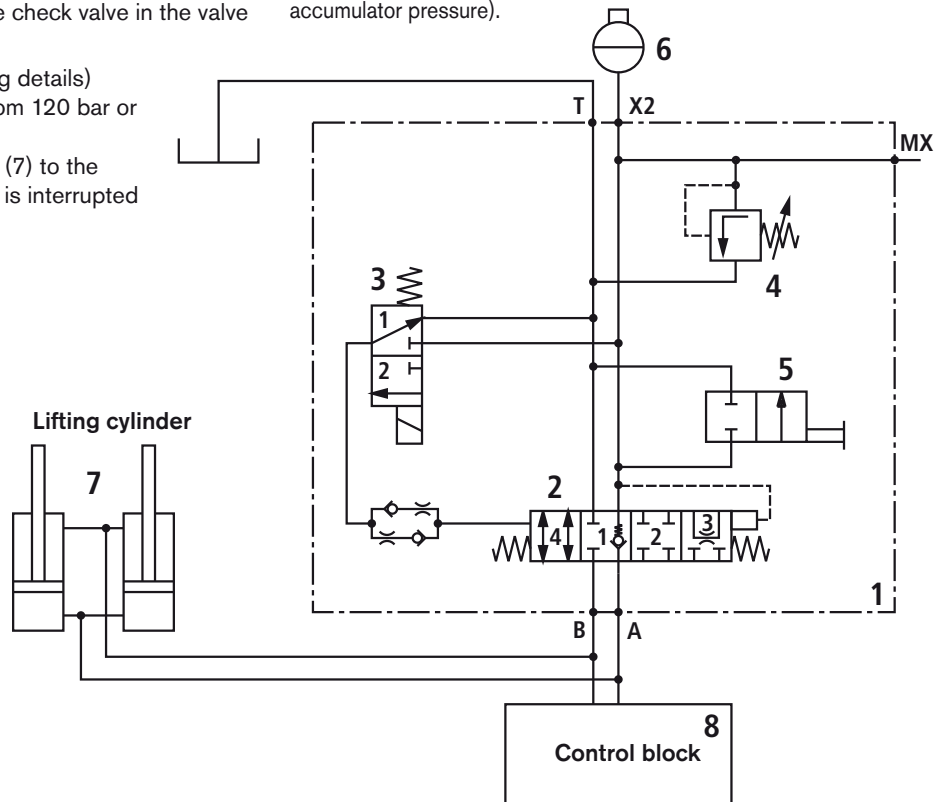 e check valve in the valve
accumulator pressure).
g details)
om 120 bar or
(7) to the
is interrupted
6
T X2
MX
3
1
2
4
5
Lifting cylinder
7
2
4 1 2 3
1
B A
8
Control block